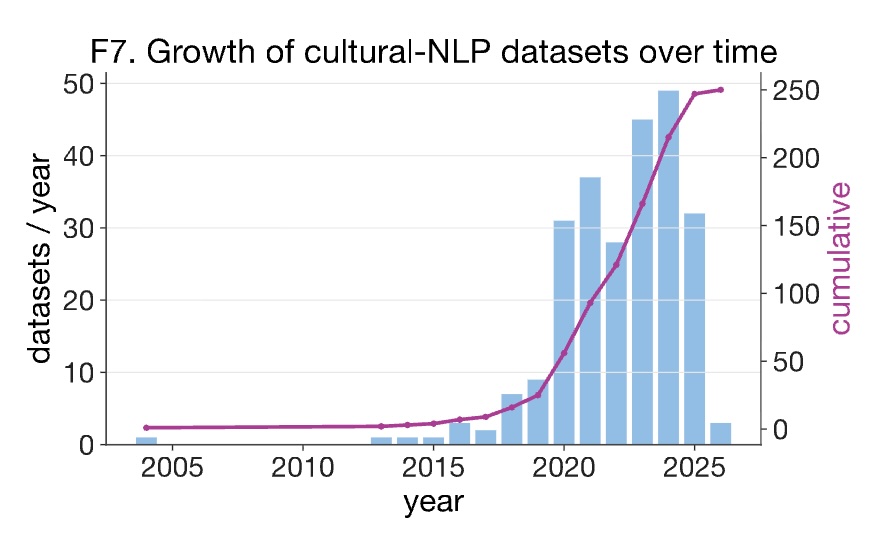 F7. Growth of cultural-NLP datasets over time
50
40
30
20
10
0
datasets / year
250
200
150
100
50
0
cumulative
2005 2010 2015 2020 2025
year